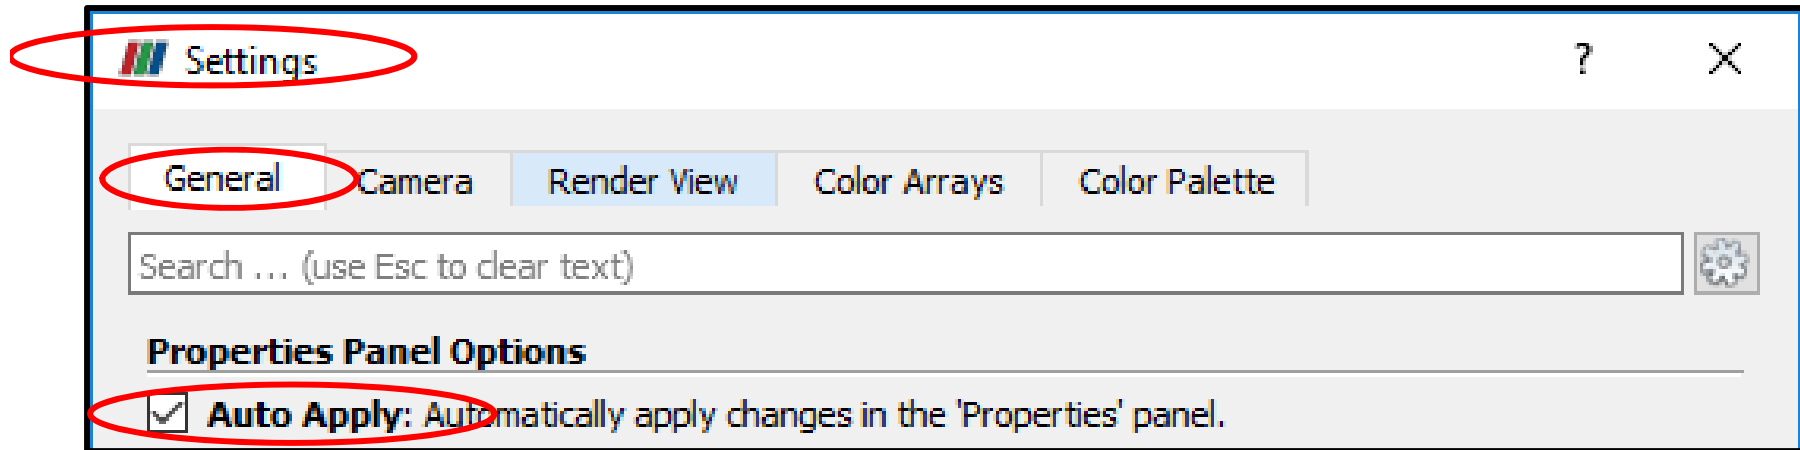 Settings ?
General Camera Render View Color Arrays Color Palette
Search ... (use Esc to clear text)
Properties Panel Options
Auto Apply: Automatically apply changes in the 'Properties' panel.